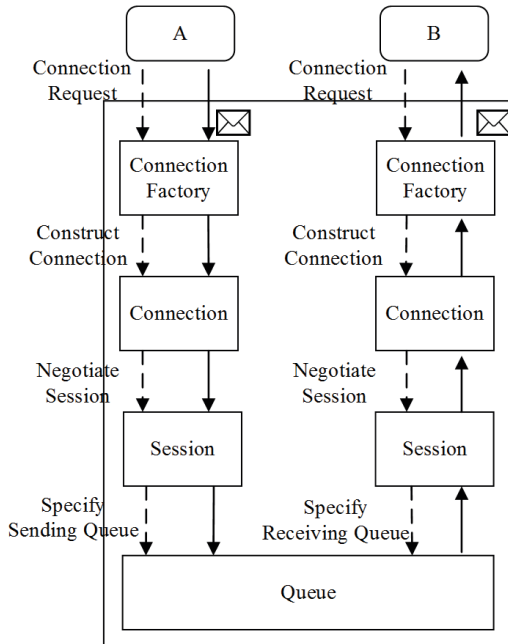 A
B
Connection
Request
Connection
Request
Connection
Factory
Connection
Factory
Construct
Connection
Construct
Connection
Connection
Connection
Negotiate
Session
Negotiate
Session
Session
Session
Specify
Sending Queue
Specify
Receiving Queue
Queue